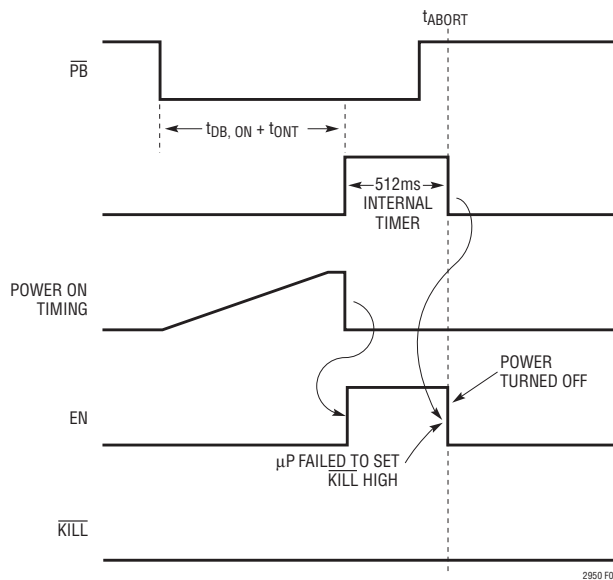 tABORT
PB
tDB, ON + tONT
512ms
INTERNAL
TIMER
POWER ON
TIMING
POWER
TURNED OFF
EN
µP FAILED TO SET
KILL HIGH
KILL
2950 F0